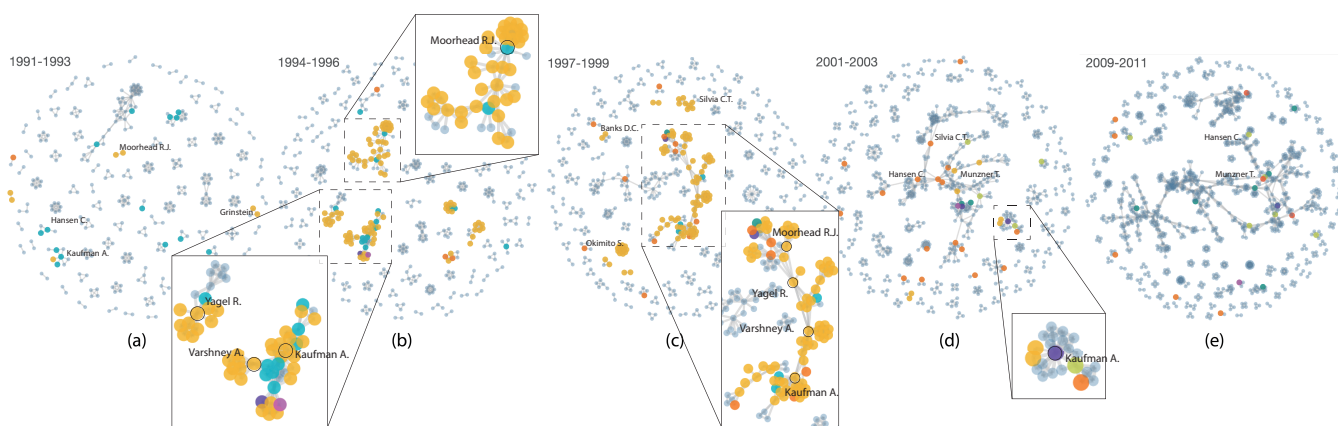 1991-1993
Moorhead R.J.
Hansen C.
Kaufman A.
(a)
1994-1996
Grinstein
Moorhead R.J.
Yagel R.
Varshney A.
Kaufman A.
(b)
1997-1999
Silvia C.T.
Banks D.C.
Okimito S.
Moorhead R.J.
Yagel R.
Varshney A.
Kaufman A.
(c)
2001-2003
Silvia C.T.
Hansen C.
Munzner T.
Kaufman A.
(d)
2009-2011
Hansen C.
Munzner T.
(e)